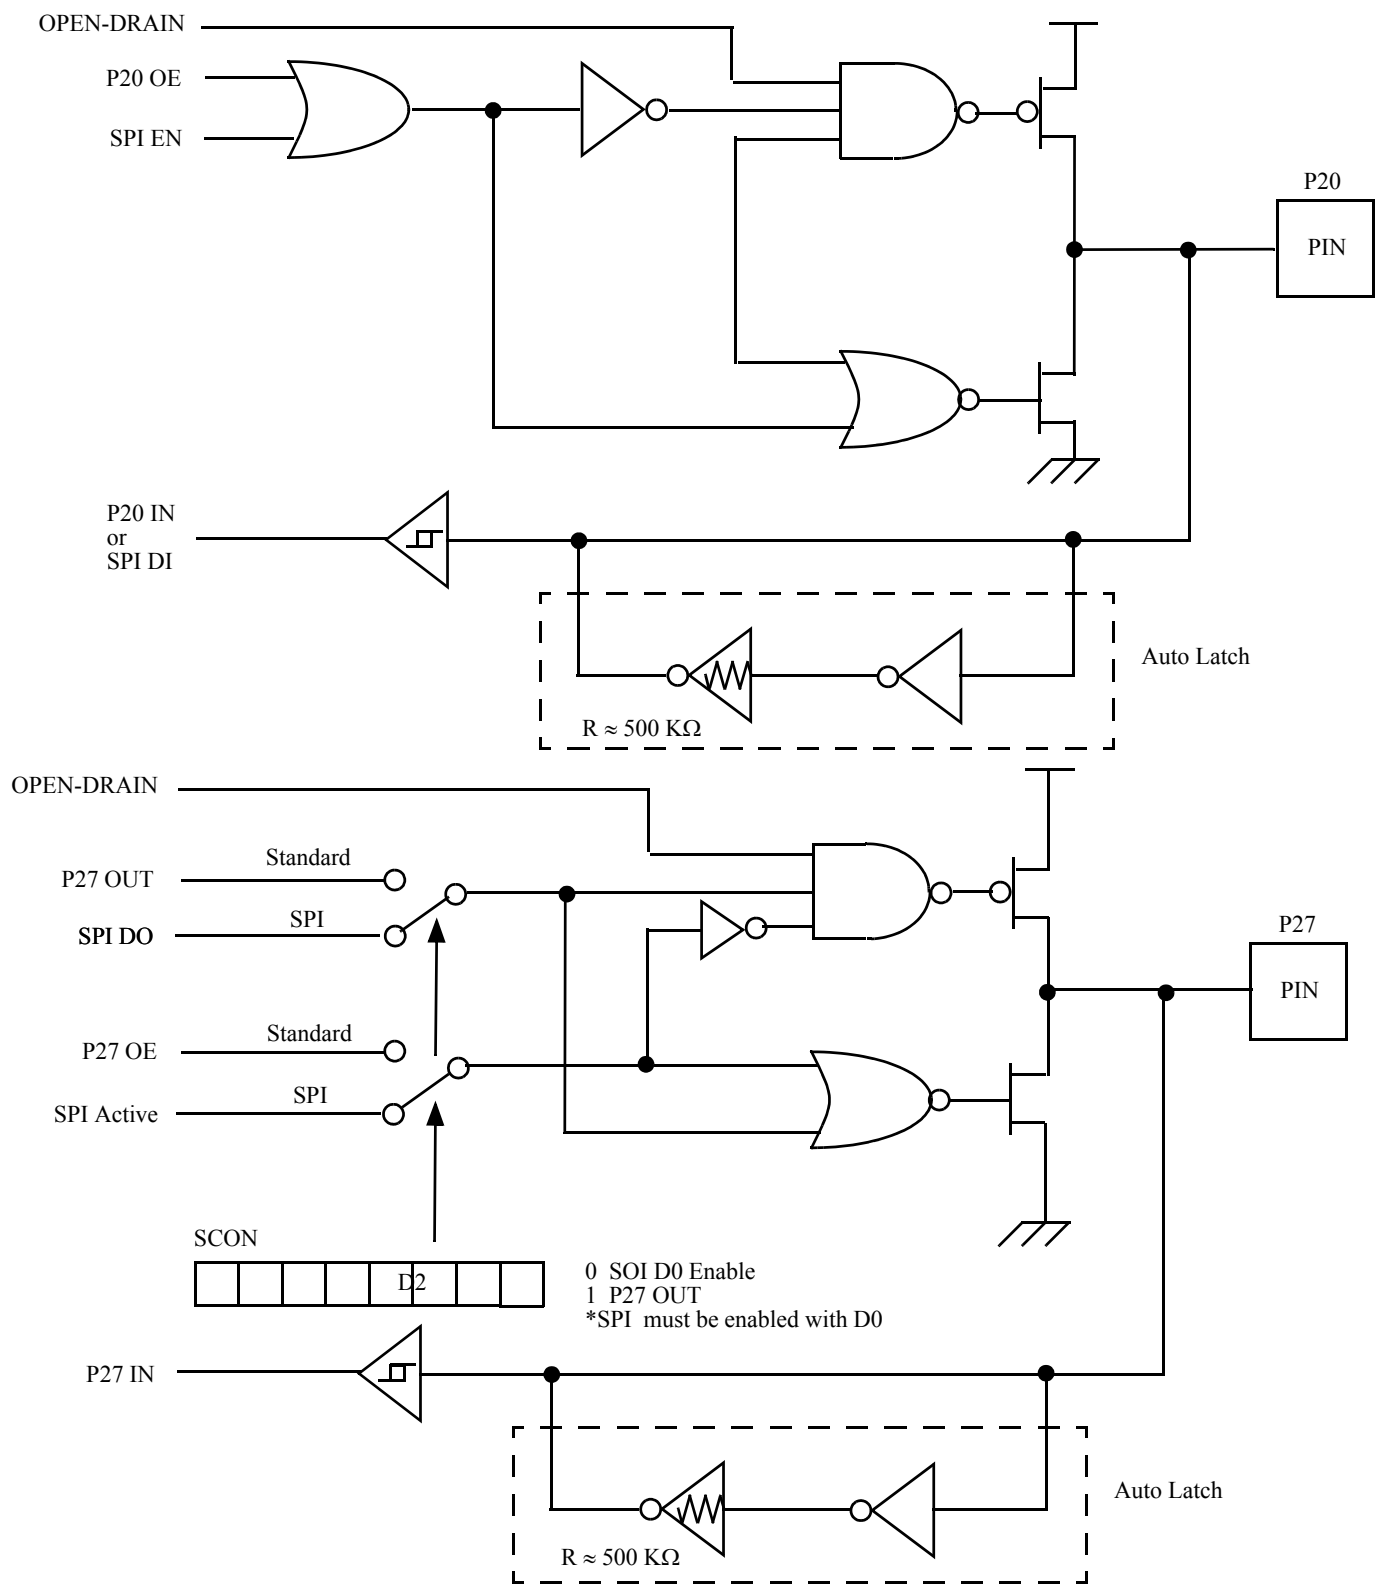 OPEN-DRAIN
P20 OE
SPI EN
P20
PIN
P20 IN
or
SPI DI
Auto Latch
R ≈ 500 KΩ
OPEN-DRAIN
Standard
P27 OUT
SPI
SPI DO
P27
PIN
Standard
P27 OE
SPI
SPI Active
SCON
D2
0 SOI D0 Enable
1 P27 OUT
*SPI must be enabled with D0
P27 IN
Auto Latch
R ≈ 500 KΩ